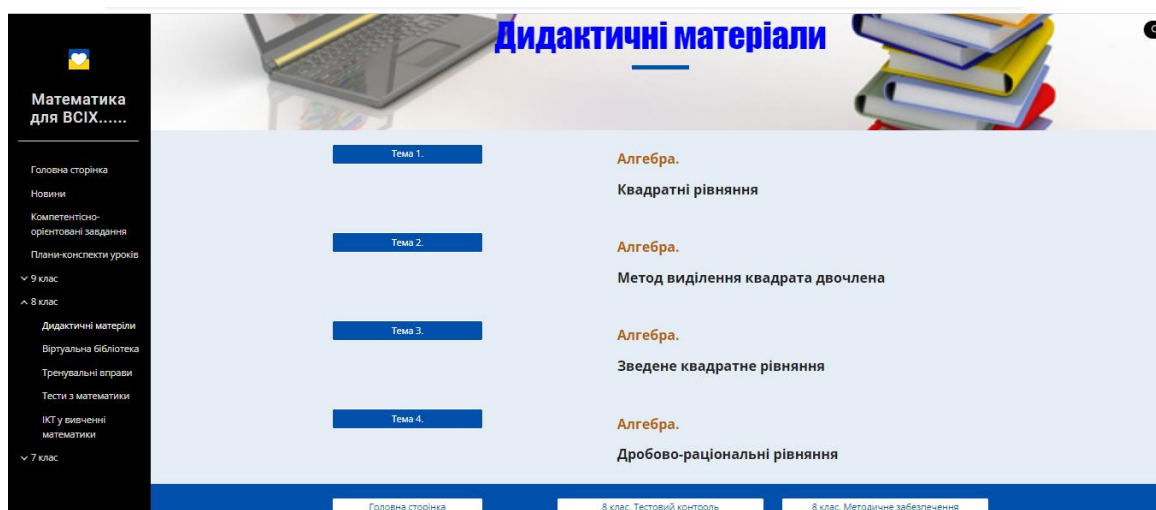 Дидактичні матеріали
Математика
для ВСІХ......
Головна сторінка
Новини
Компетентісно-
орієнтовані завдання
Плани-конспекти уроків
9 клас
8 клас
Дидактичні матеріли
Віртуальна бібліотека
Тренувальні вправи
Тести з математики
ІКТ у вивченні
математики
7 клас
Тема 1.
Алгебра.
Квадратні рівняння
Тема 2.
Алгебра.
Метод виділення квадрата двочлена
Тема 3.
Алгебра.
Зведене квадратне рівняння
Тема 4.
Алгебра.
Дробово-раціональні рівняння
Головна сторінка
8 клас. Тестовий контроль
8 клас. Методичне забезпечення